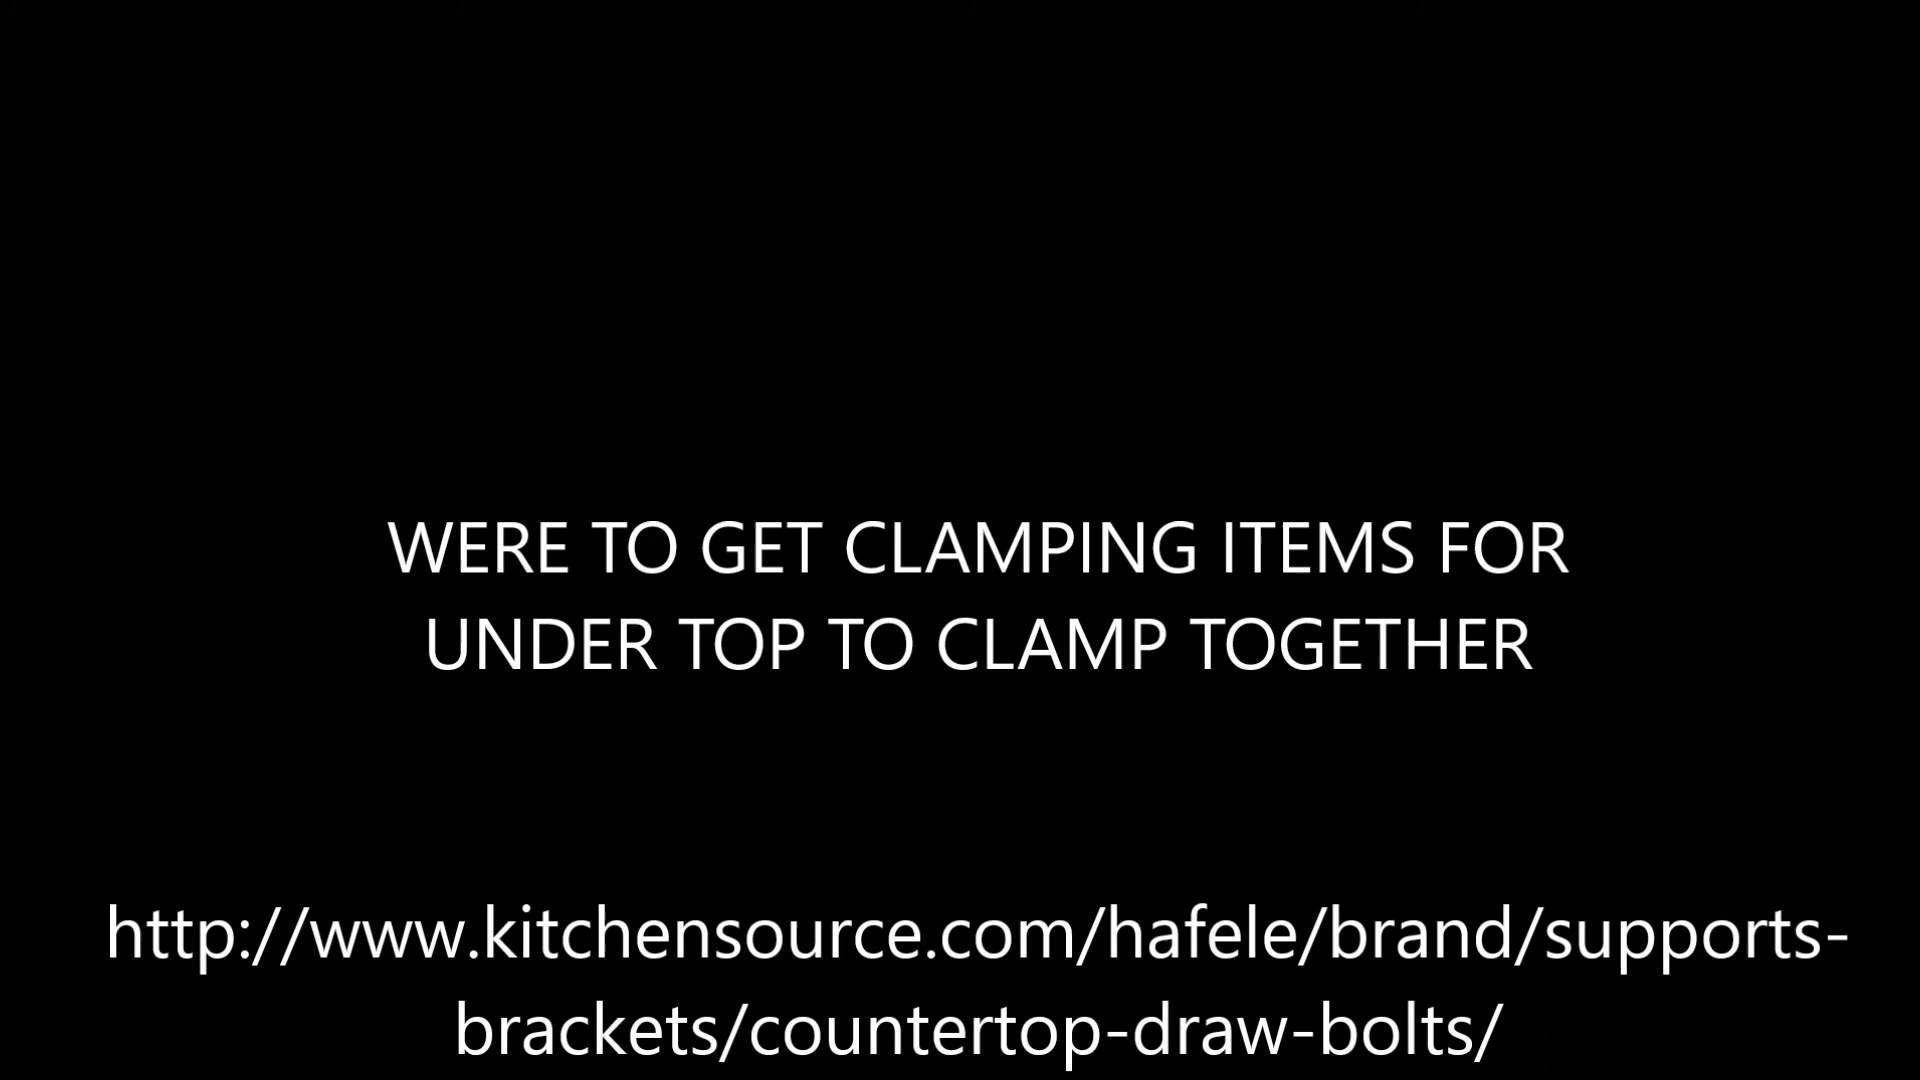 WERE TO GET CLAMPING ITEMS FOR
UNDER TOP TO CLAMP TOGETHER
http://www.kitchensource.com/hafele/brand/supports-
brackets/countertop-draw-bolts/